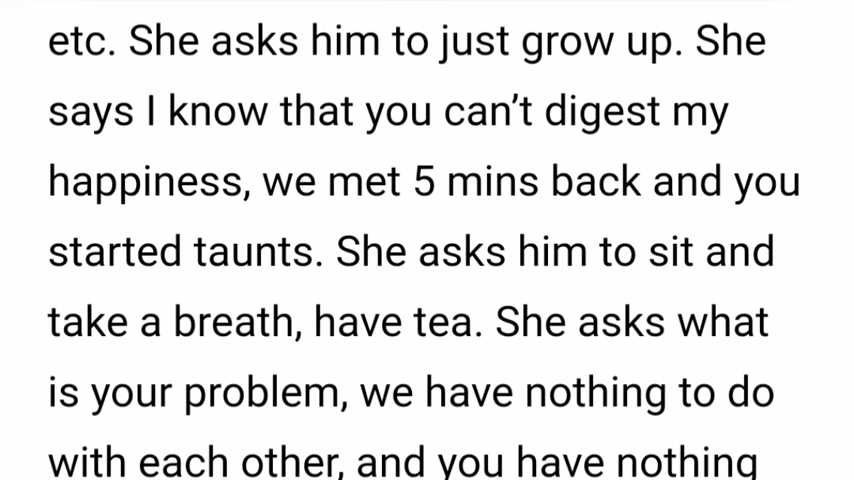 etc. She asks him to just grow up. She
says I know that you can’t digest my
happiness, we met 5 mins back and you
started taunts. She asks him to sit and
take a breath, have tea. She asks what
is your problem, we have nothing to do
with each other, and you have nothing